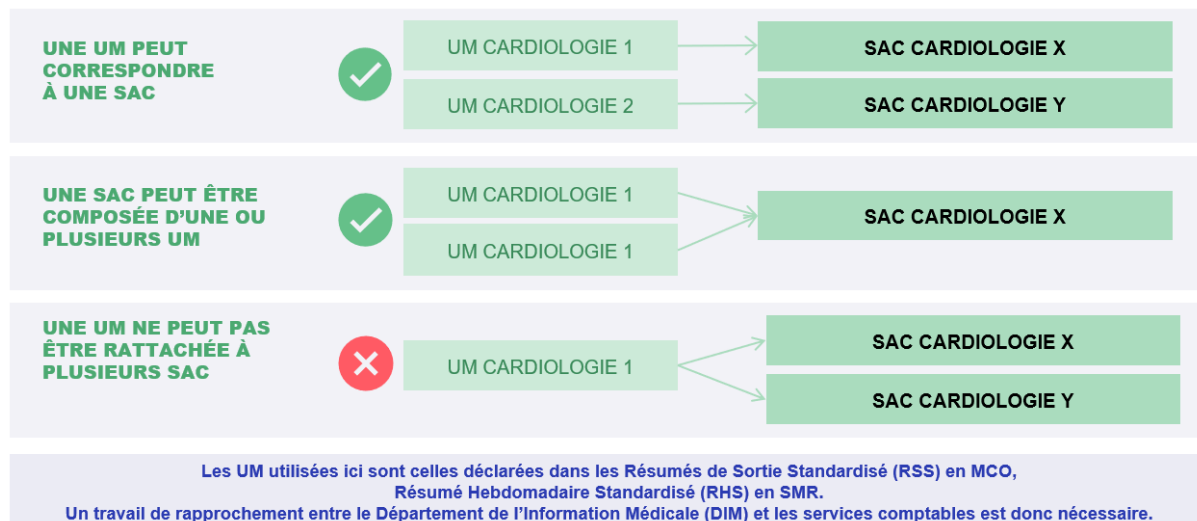 UNE UM PEUT
CORRESPONDRE
À UNE SAC
UM CARDIOLOGIE 1
SAC CARDIOLOGIE X
UM CARDIOLOGIE 2
SAC CARDIOLOGIE Y
UNE SAC PEUT ÊTRE
COMPOSÉE D'UNE OU
PLUSIEURS UM
UM CARDIOLOGIE 1
UM CARDIOLOGIE 1
SAC CARDIOLOGIE X
UNE UM NE PEUT PAS
ÊTRE RATTACHÉE À
PLUSIEURS SAC
UM CARDIOLOGIE 1
SAC CARDIOLOGIE X
SAC CARDIOLOGIE Y
Les UM utilisées ici sont celles déclarées dans les Résumés de Sortie Standardisé (RSS) en MCO,
Résumé Hebdomadaire Standardisé (RHS) en SMR.
Un travail de rapprochement entre le Département de l'Information Médicale (DIM) et les services comptables est donc nécessaire.